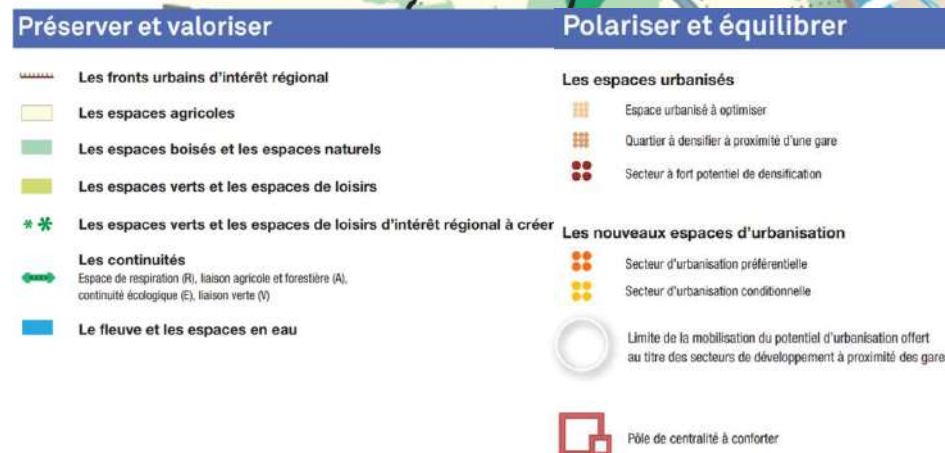 Préserver et valoriser
Les fronts urbains d'intérêt régional
Les espaces agricoles
Les espaces boisés et les espaces naturels
Les espaces verts et les espaces de loisirs
Les espaces verts et les espaces de loisirs d'intérêt régional à créer
Les continuités
Espace de respiration (R), liaison agricole et forestière (A),
continuité écologique (E), liaison verte (V)
Le fleuve et les espaces en eau
Polariser et équilibrer
Les espaces urbanisés
Espace urbanisé à optimiser
Quartier à densifier à proximité d'une gare
Secteur à fort potentiel de densification
Les nouveaux espaces d'urbanisation
Secteur d'urbanisation préférentielle
Secteur d'urbanisation conditionnelle
Limite de la mobilisation du potentiel d'urbanisation offert
au titre des secteurs de développement à proximité des gare
Pôle de centralité à conforter